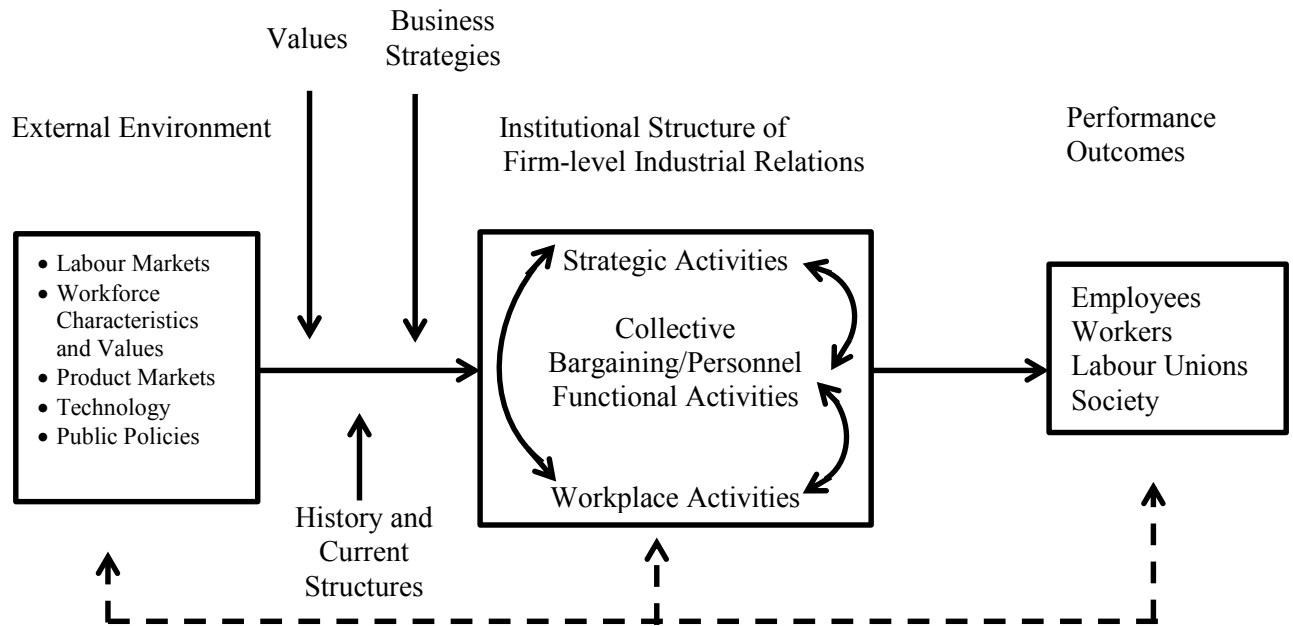 Values
Business
Strategies
External Environment
Institutional Structure of
Firm-level Industrial Relations
Performance
Outcomes
• Labour Markets
• Workforce
Characteristics
and Values
• Product Markets
• Technology
• Public Policies
Strategic Activities
Collective
Bargaining/Personnel
Functional Activities
Workplace Activities
Employees
Workers
Labour Unions
Society
History and
Current
Structures